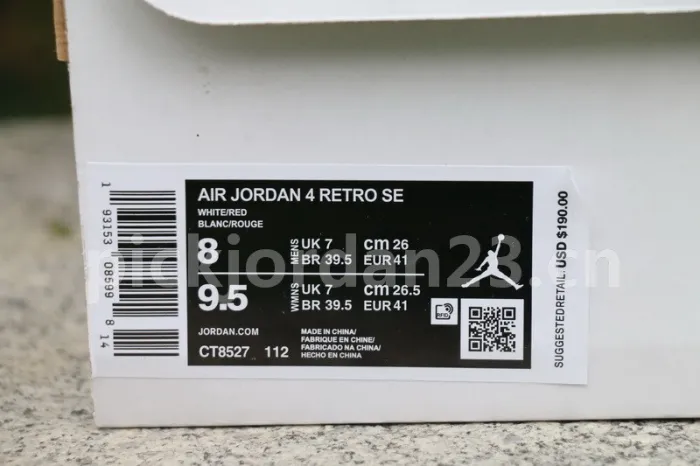 AIR JORDAN 4 RETRO SE
WHITE/RED
BLANC/ROUGE
8 MENS UK 7 cm 26
BR 39.5 EUR 41
9.5 WMNS UK 7 cm 26.5
BR 39.5 EUR 41
JORDAN.COM
CT8527 112
MADE IN CHINA/
FABRIQUE EN CHINE/
FABRICADO NA CHINA/
HECHO EN CHINA
RFID
1 93153 08599 8 14
SUGGESTED RETAIL: USD $190.00
pickjordan23.cn